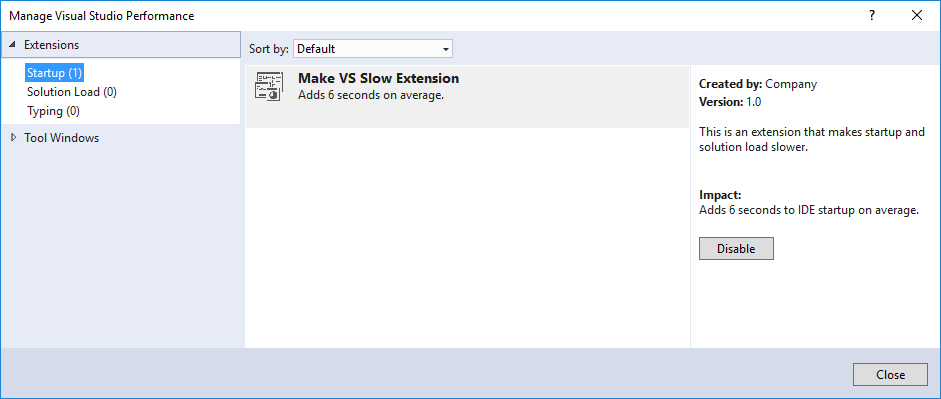 Manage Visual Studio Performance
?
Extensions
Startup (1)
Solution Load (0)
Typing (0)
Tool Windows
Sort by: Default
Make VS Slow Extension
Adds 6 seconds on average.
Created by: Company
Version: 1.0
This is an extension that makes startup and
solution load slower.
Impact:
Adds 6 seconds to IDE startup on average.
Disable
Close